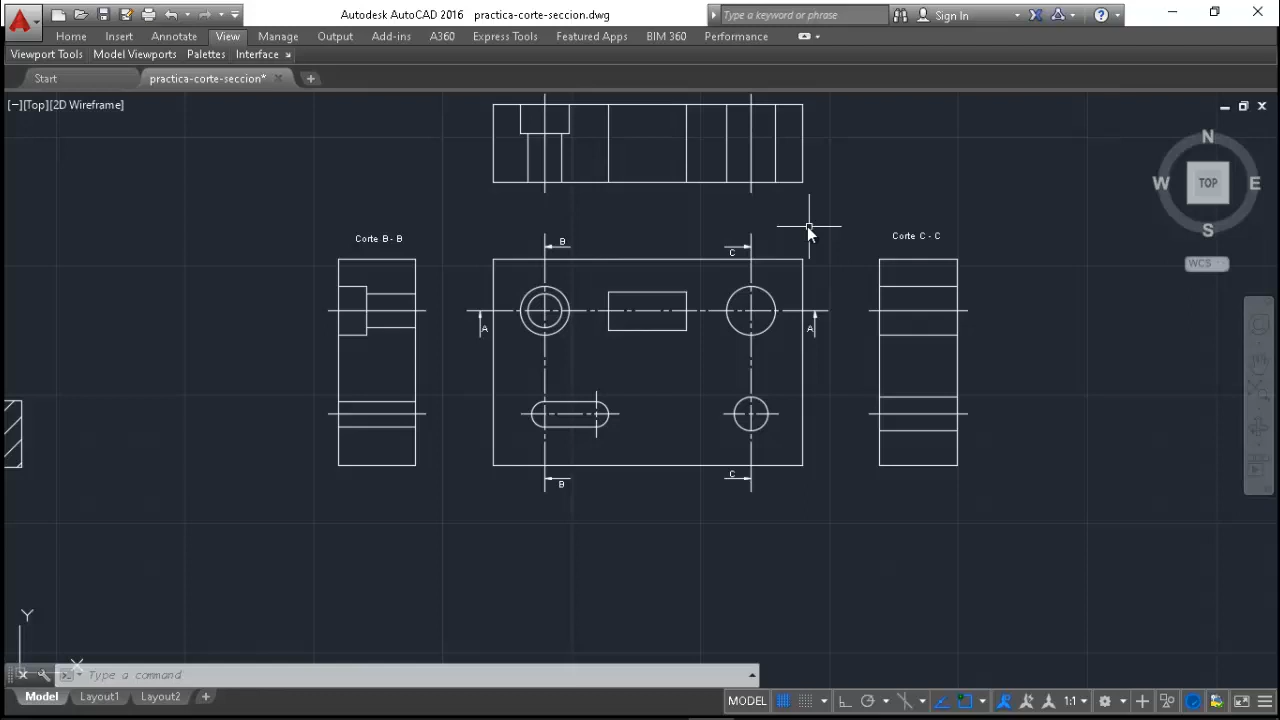 Autodesk AutoCAD 2016 practica-corte-seccion.dwg
Type a keyword or phrase
Sign In
Home Insert Annotate View Manage Output Add-ins A360 Express Tools Featured Apps BIM 360 Performance
Viewport Tools Model Viewports Palettes Interface
Start practica-corte-seccion*
[−][Top][2D Wireframe]
N
W TOP E
S
WCS
Corte B - B
B
C
Corte C - C
A
A
B
C
Y
X
Type a command
Model Layout1 Layout2
MODEL 1:1